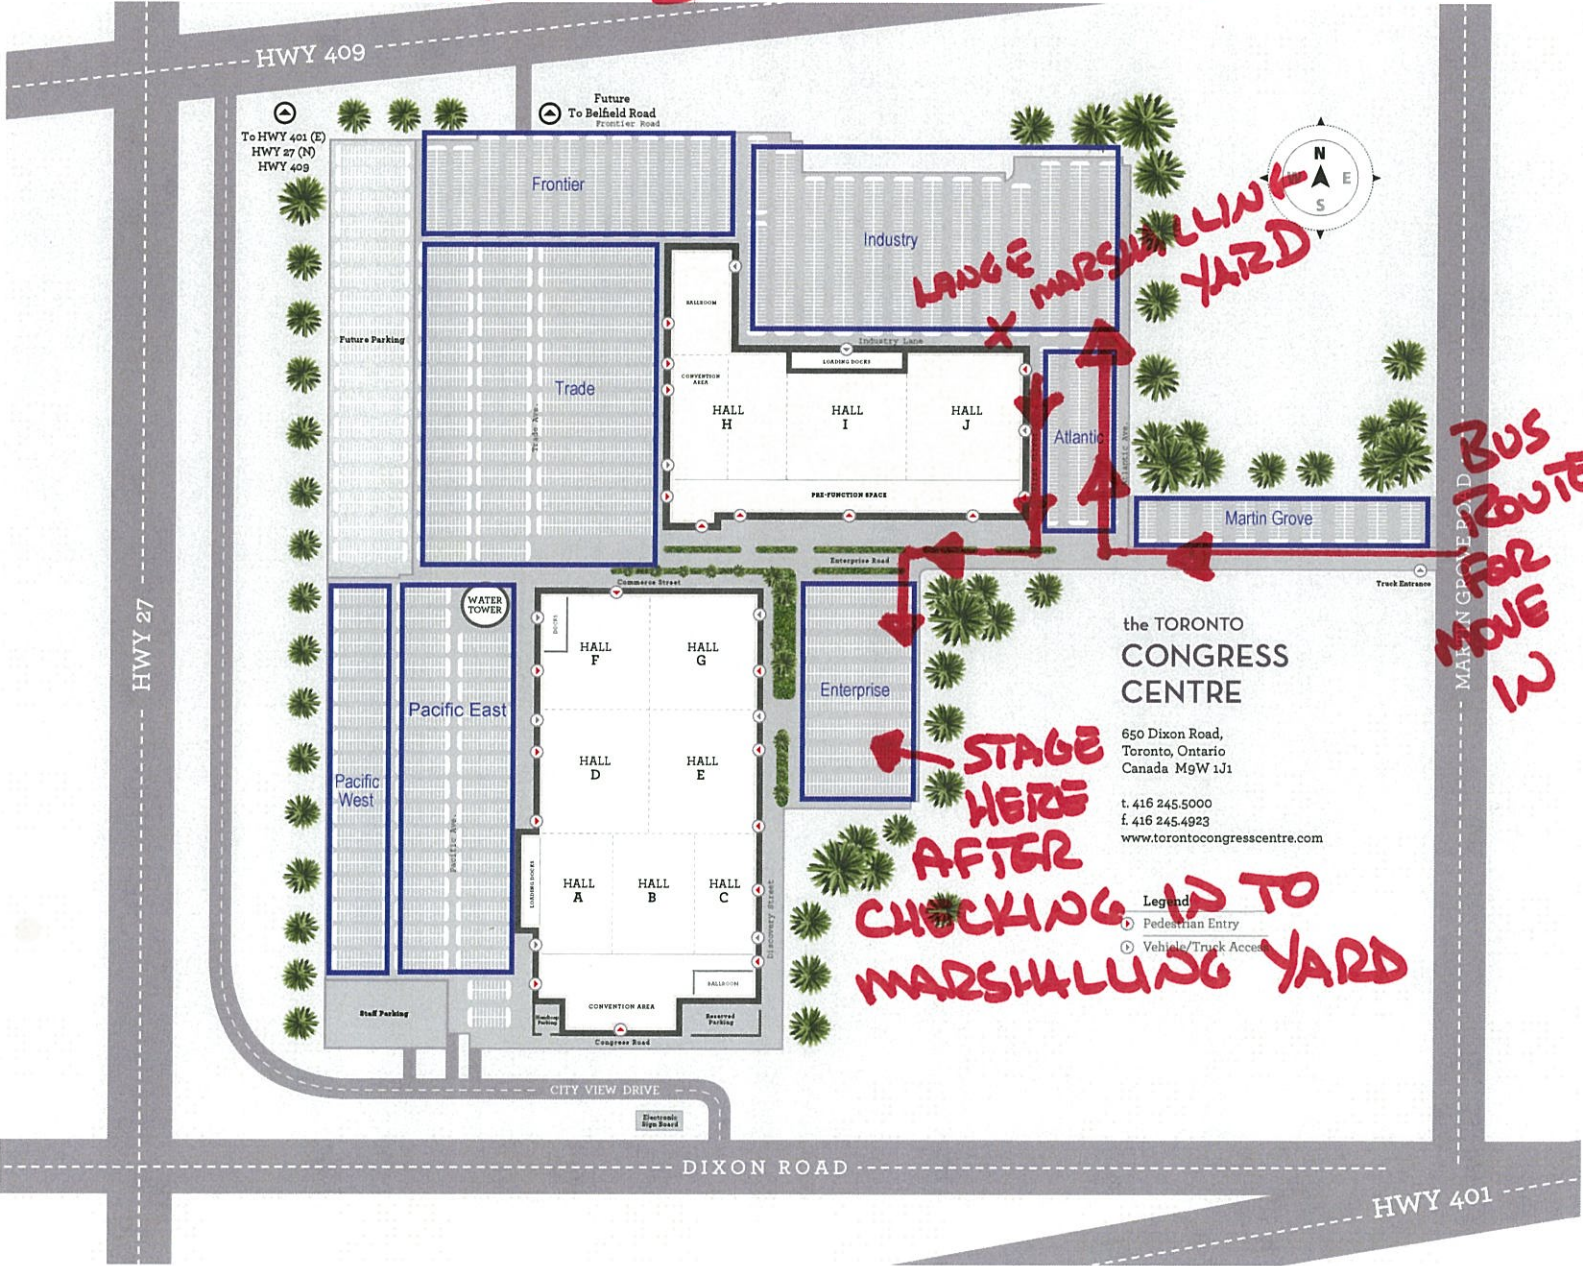 HWY 409
Future
To Belfield Road
Frontier Road
To HWY 401 (E)
HWY 27 (N)
HWY 409
N
E
S
Frontier
Industry
LANGE MARSHALLING
YARD
X
BALLROOM
Industry Lane
LOADING DOCKS
Future Parking
CONVENTION
AREA
Trade
Trade Ave.
HALL
H
HALL
I
HALL
J
Atlantic
Atlantic Ave.
PRE-FUNCTION SPACE
Martin Grove
BUS
ROUTE
FOR
MOVE
IN
MARTIN GROVE ROAD
Enterprise Road
Truck Entrance
Commerce Street
WATER
TOWER
HWY 27
DOCKS
HALL
F
HALL
G
Pacific East
Pacific
West
Pacific Ave.
HALL
D
HALL
E
Enterprise
the TORONTO
CONGRESS
CENTRE
650 Dixon Road,
Toronto, Ontario
Canada M9W 1J1
t. 416 245.5000
f. 416 245.4923
www.torontocongresscentre.com
STAGE
HERE
AFTER
CHECKING IN TO
MARSHALLING YARD
LOADING DOCKS
HALL
A
HALL
B
HALL
C
Discovery Street
Legend
Pedestrian Entry
Vehicle/Truck Access
BALLROOM
CONVENTION AREA
Staff Parking
Handicap
Parking
Reserved
Parking
Congress Road
CITY VIEW DRIVE
Electronic
Sign Board
DIXON ROAD
HWY 401